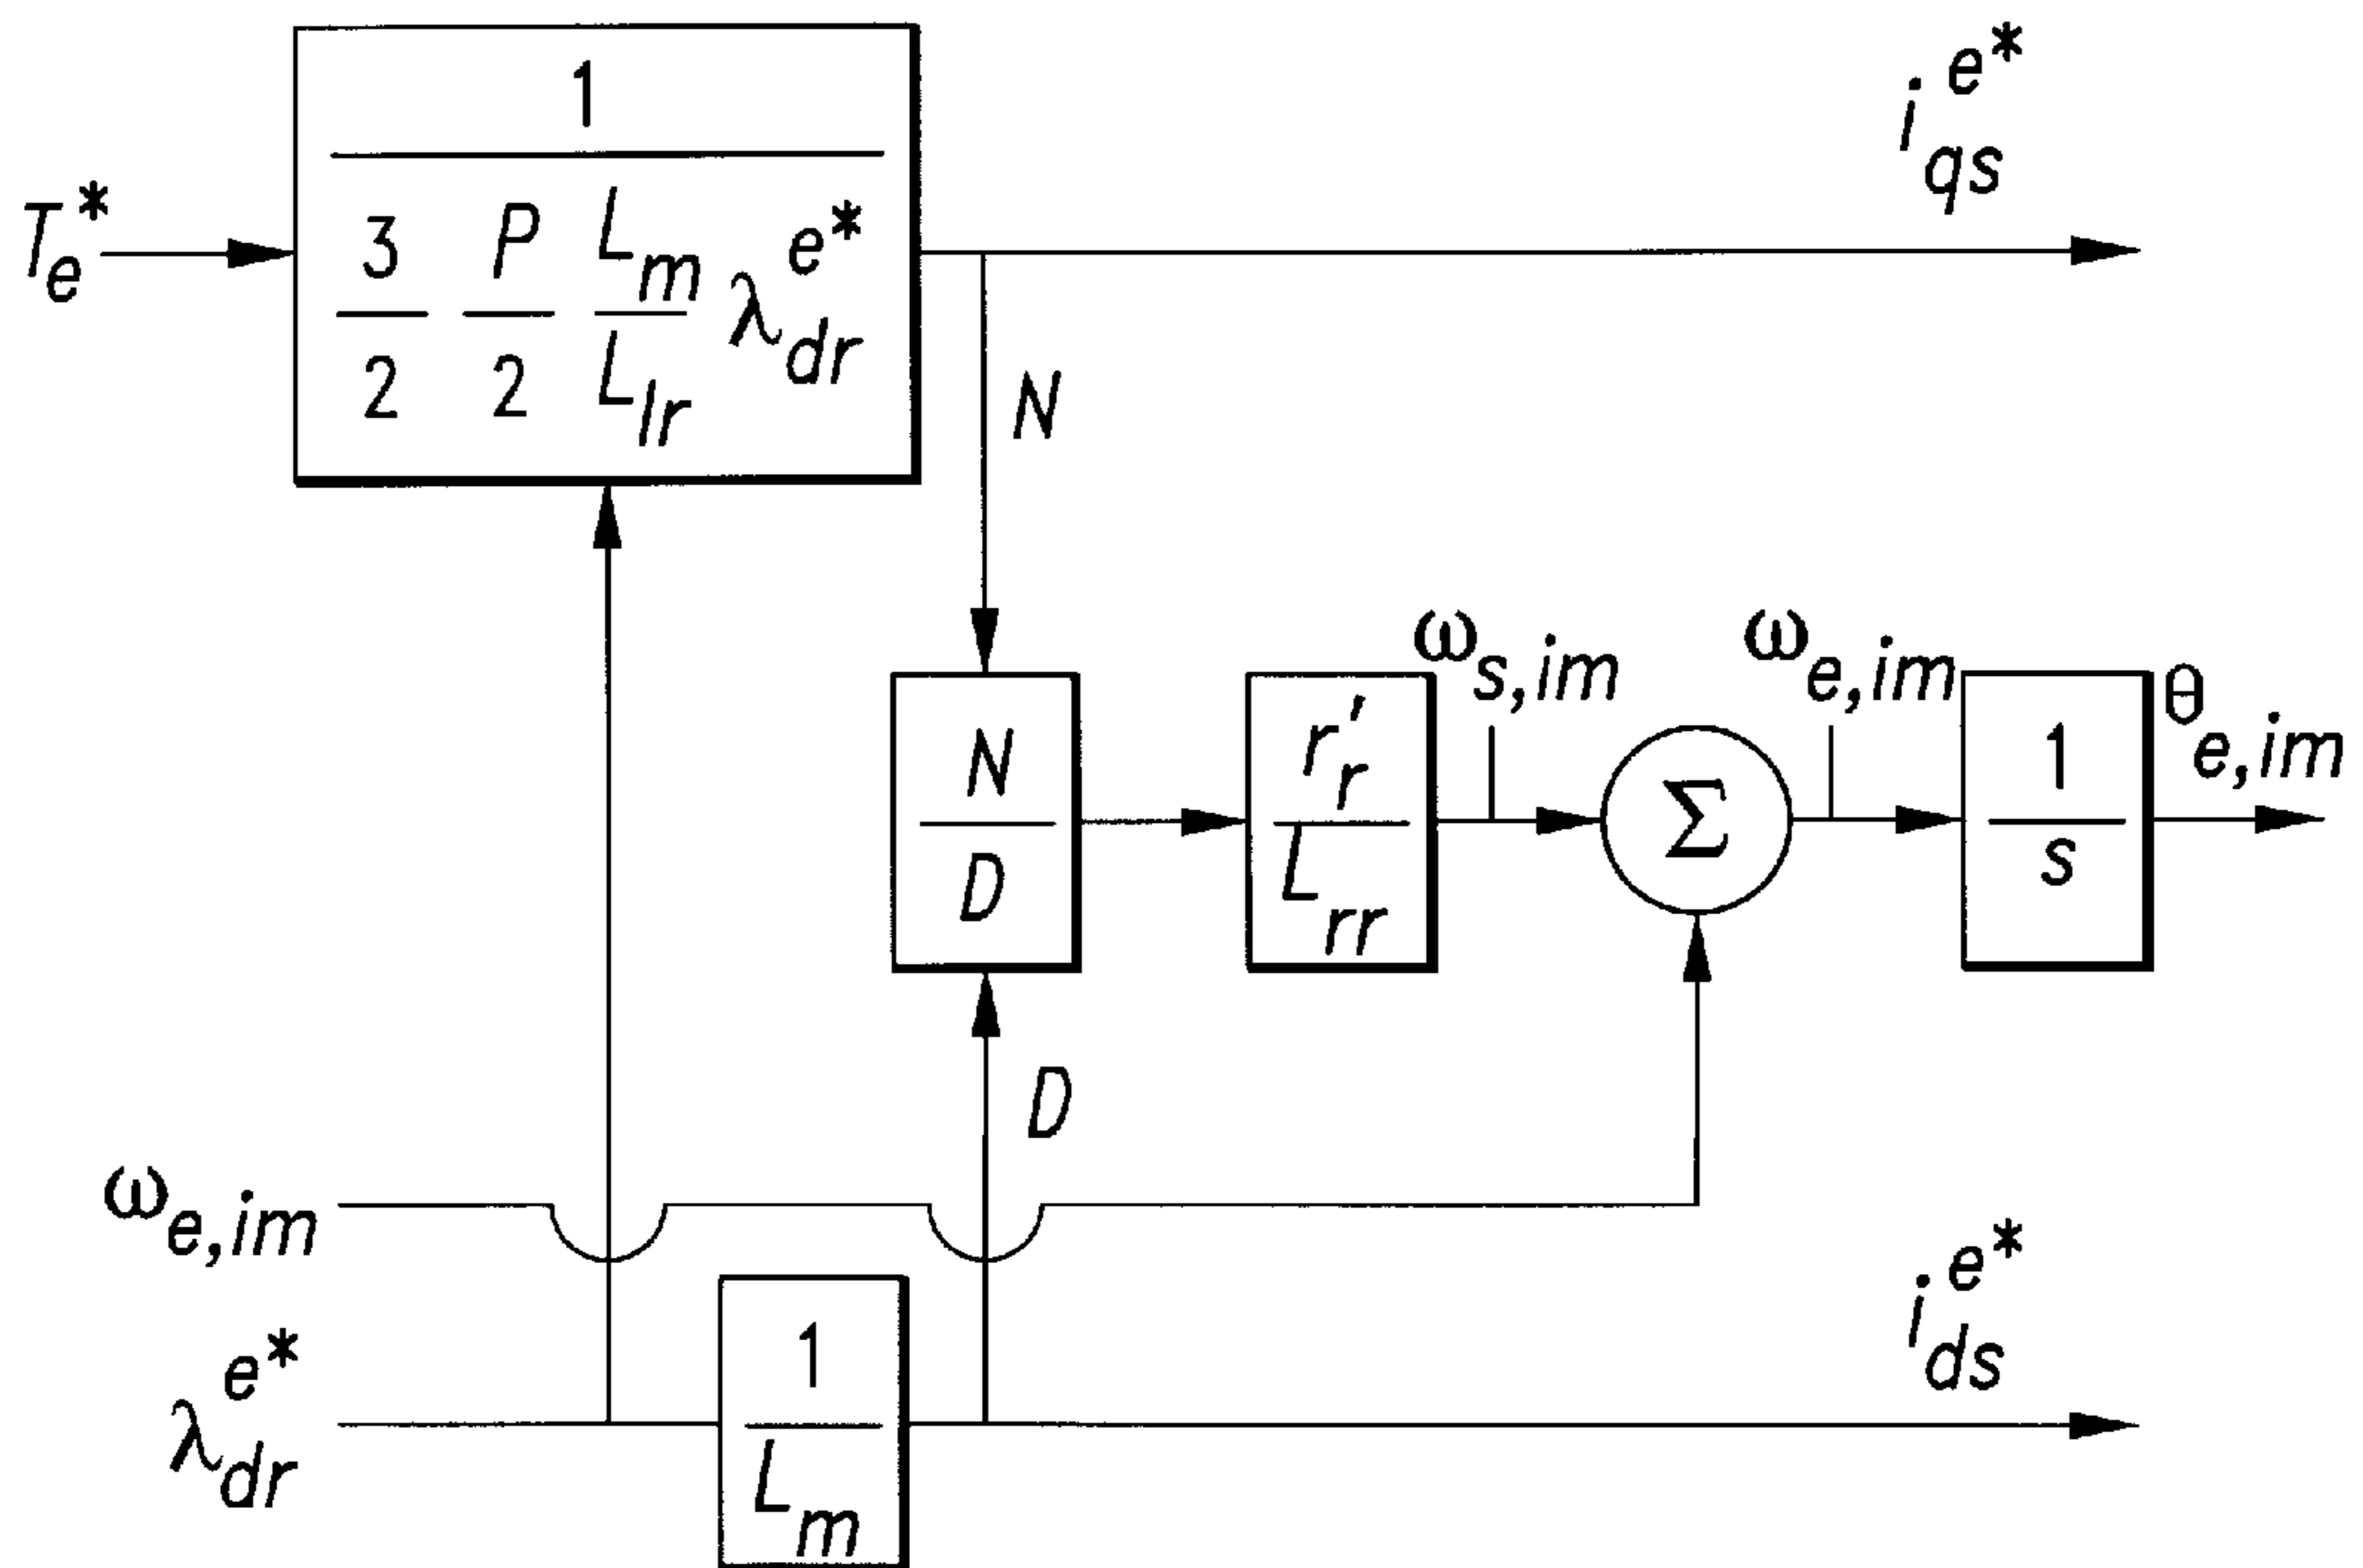 T_e^*
1
3/2 P/2 L_m/L_lr λ_dr^e*
i_qs^e*
N
N/D
r'_r/L_rr
ω_s,im
Σ
ω_e,im
1/s
θ_e,im
D
ω_e,im
λ_dr^e*
1/L_m
i_ds^e*